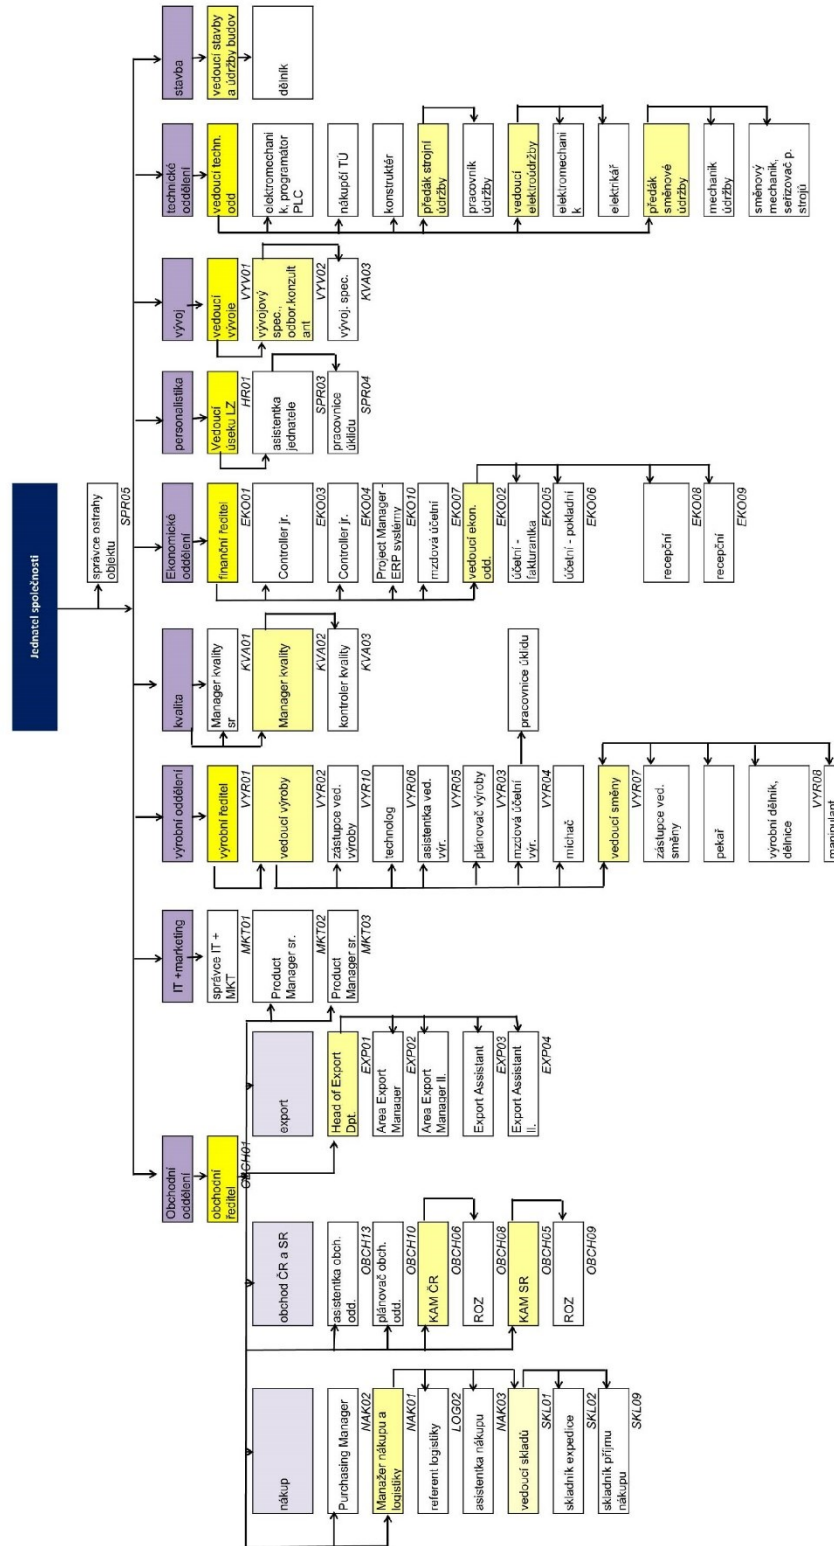 Jednatel společnosti
správce ostrahy
objektu
SPR05
Obchodní
oddělení
obchodní
ředitel
OBCH01
nákup
Purchasing Manager
NAK02
Manažer nákupu a
logistiky
NAK01
referent logistiky
LOG02
asistentka nákupu
NAK03
vedoucí skladů
SKL01
skladník expedice
SKL02
skladník příjmu
nákupu
SKL09
obchod ČR a SR
asistentka obch.
odd.
OBCH13
plánovač obch.
odd.
OBCH10
KAM ČR
OBCH06
ROZ
OBCH08
KAM SR
OBCH05
ROZ
OBCH09
export
Head of Export
Dpt.
EXP01
Area Export
Manager
EXP02
Area Export
Manager II.
Export Assistant
EXP03
Export Assistant
II.
EXP04
IT +marketing
správce IT +
MKT
MKT01
Product
Manager sr.
MKT02
Product
Manager sr.
MKT03
výrobní oddělení
výrobní ředitel
VYR01
vedoucí výroby
VYR02
zástupce ved.
výroby
VYR10
technolog
VYR06
asistentka ved.
výr.
VYR05
plánovač výroby
VYR03
mzdová účetní
výr.
VYR04
pracovnice úklidu
míchač
vedoucí směny
VYR07
zástupce ved.
směny
pekař
výrobní dělník,
dělnice
VYR08
manipulant
kvalita
Manager kvality
sr
KVA01
Manager kvality
KVA02
kontroler kvality
KVA03
Ekonomické
oddělení
finanční ředitel
EKO01
Controller jr.
EKO03
Controller jr.
EKO04
Project Manager -
ERP systémy
EKO10
mzdová účetní
EKO07
vedoucí ekon.
odd.
EKO02
účetní -
fakturantka
EKO05
účetní - pokladní
EKO06
recepční
EKO08
recepční
EKO09
personalistika
Vedoucí
úseku LZ
HR01
asistentka
jednatele
SPR03
pracovnice
úklidu
SPR04
vývoj
vedoucí
vývoje
VYV01
vývojový
spec.,
odbor.konzult
ant
VYV02
vývoj. spec.
KVA03
technické
oddělení
vedoucí techn.
odd
elektromechani
k, programátor
PLC
nákupčí TÚ
konstruktér
předák strojní
údržby
pracovník
údržby
vedoucí
elektroúdržby
elektromechani
k
elektrikář
předák
směnové
údržby
mechanik
údržby
směnový
mechanik,
seřizovač p.
strojů
stavba
vedoucí stavby
a údržby budov
dělník